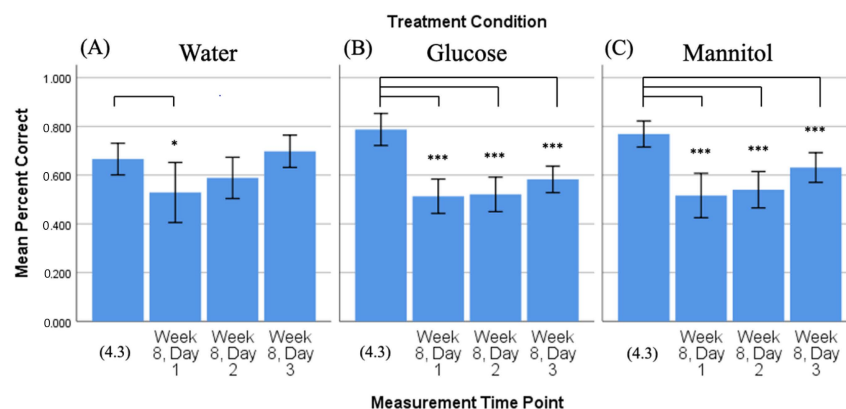 Treatment Condition
(A) Water
(B) Glucose
(C) Mannitol
Mean Percent Correct
1.000
0.800
0.600
0.400
0.200
0.000
*
***
***
***
***
***
***
(4.3)
Week
8, Day
1
Week
8, Day
2
Week
8, Day
3
(4.3)
Week
8, Day
1
Week
8, Day
2
Week
8, Day
3
(4.3)
Week
8, Day
1
Week
8, Day
2
Week
8, Day
3
Measurement Time Point